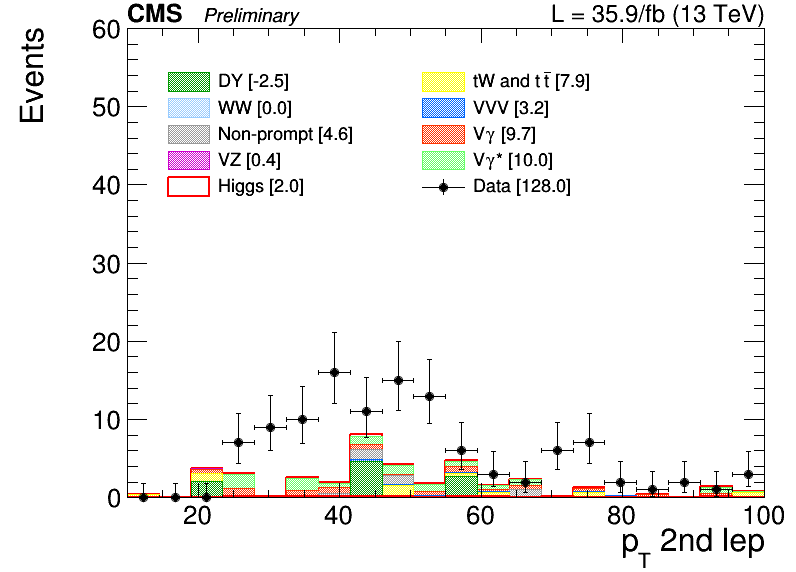 CMS Preliminary L = 35.9/fb (13 TeV)
Events
60
50
40
30
20
10
0
DY [-2.5]
WW [0.0]
Non-prompt [4.6]
VZ [0.4]
Higgs [2.0]
tW and t t̄ [7.9]
VVV [3.2]
Vγ [9.7]
Vγ* [10.0]
Data [128.0]
20 40 60 80 100
p_T 2nd lep